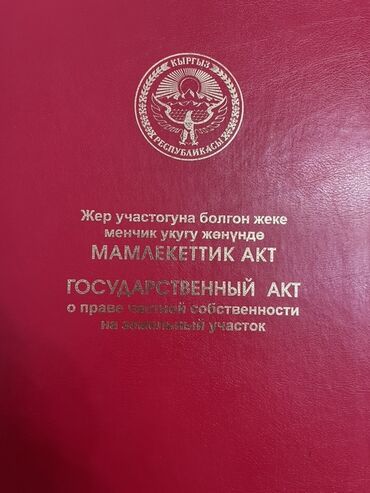 КЫРГЫЗ
РЕСПУБЛИКАСЫ
Жер участогуна болгон жеке
менчик укугу жөнүндө
МАМЛЕКЕТТИК АКТ
ГОСУДАРСТВЕННЫЙ АКТ
о праве частной собственности
на земельный участок